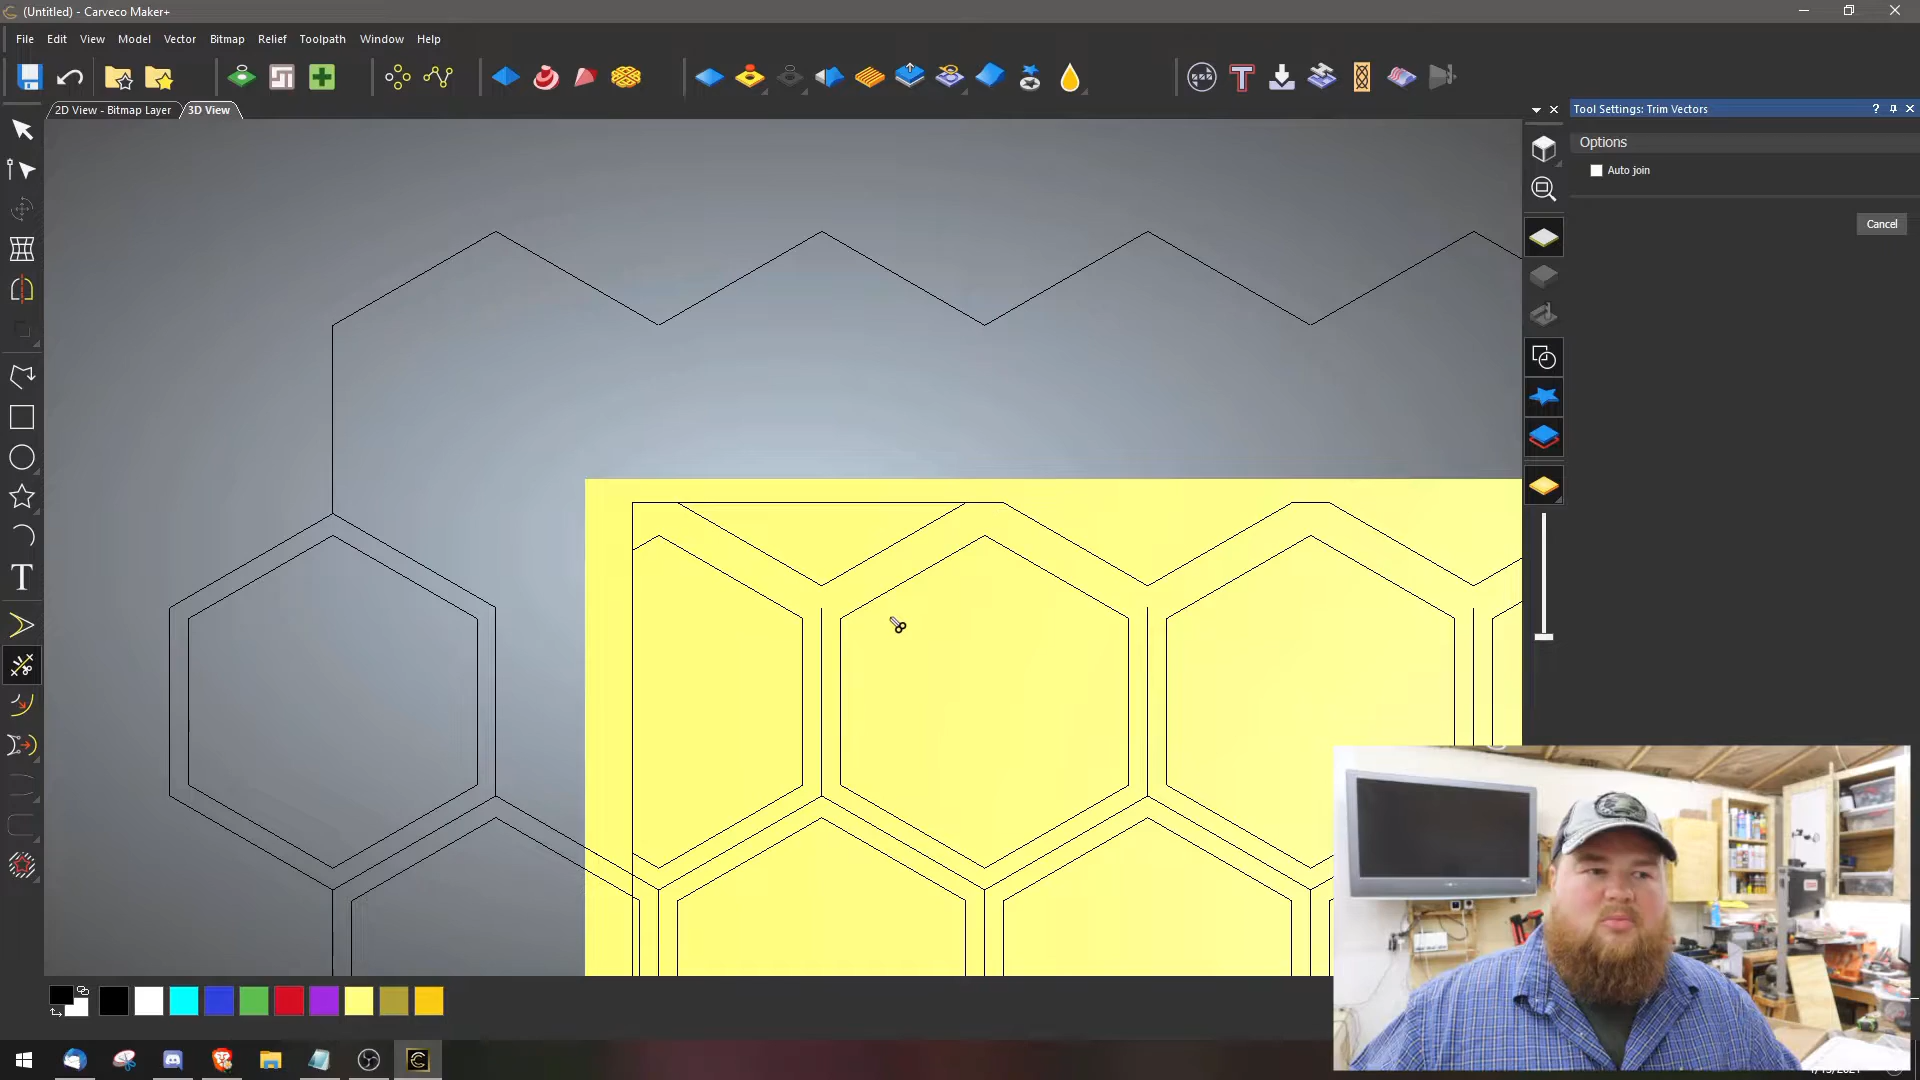 (Untitled) - Carveco Maker+
File Edit View Model Vector Bitmap Relief Toolpath Window Help
2D View - Bitmap Layer 3D View
Tool Settings: Trim Vectors
Options
Auto join
Cancel